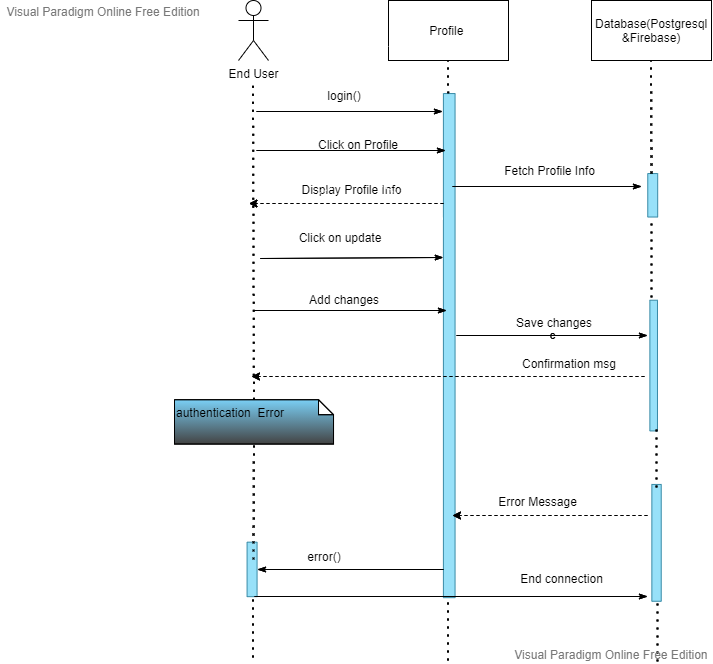 Visual Paradigm Online Free Edition
End User
Profile
Database(Postgresql
&Firebase)
login()
Click on Profile
Fetch Profile Info
Display Profile Info
Click on update
Add changes
Save changes
e
Confirmation msg
authentication Error
Error Message
error()
End connection
Visual Paradigm Online Free Edition